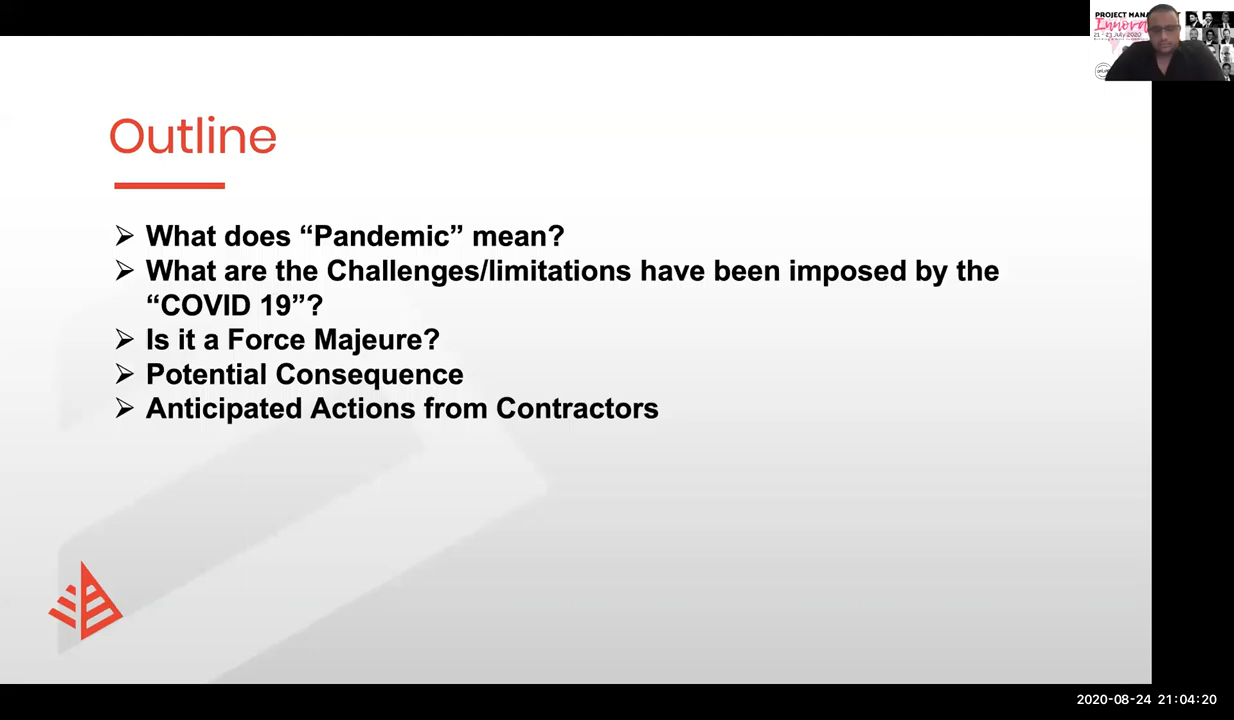 PROJECT MANA
Innova
21 - 23 July 2020
Outline
➢ What does “Pandemic” mean?
➢ What are the Challenges/limitations have been imposed by the
“COVID 19”?
➢ Is it a Force Majeure?
➢ Potential Consequence
➢ Anticipated Actions from Contractors
2020-08-24 21:04:20